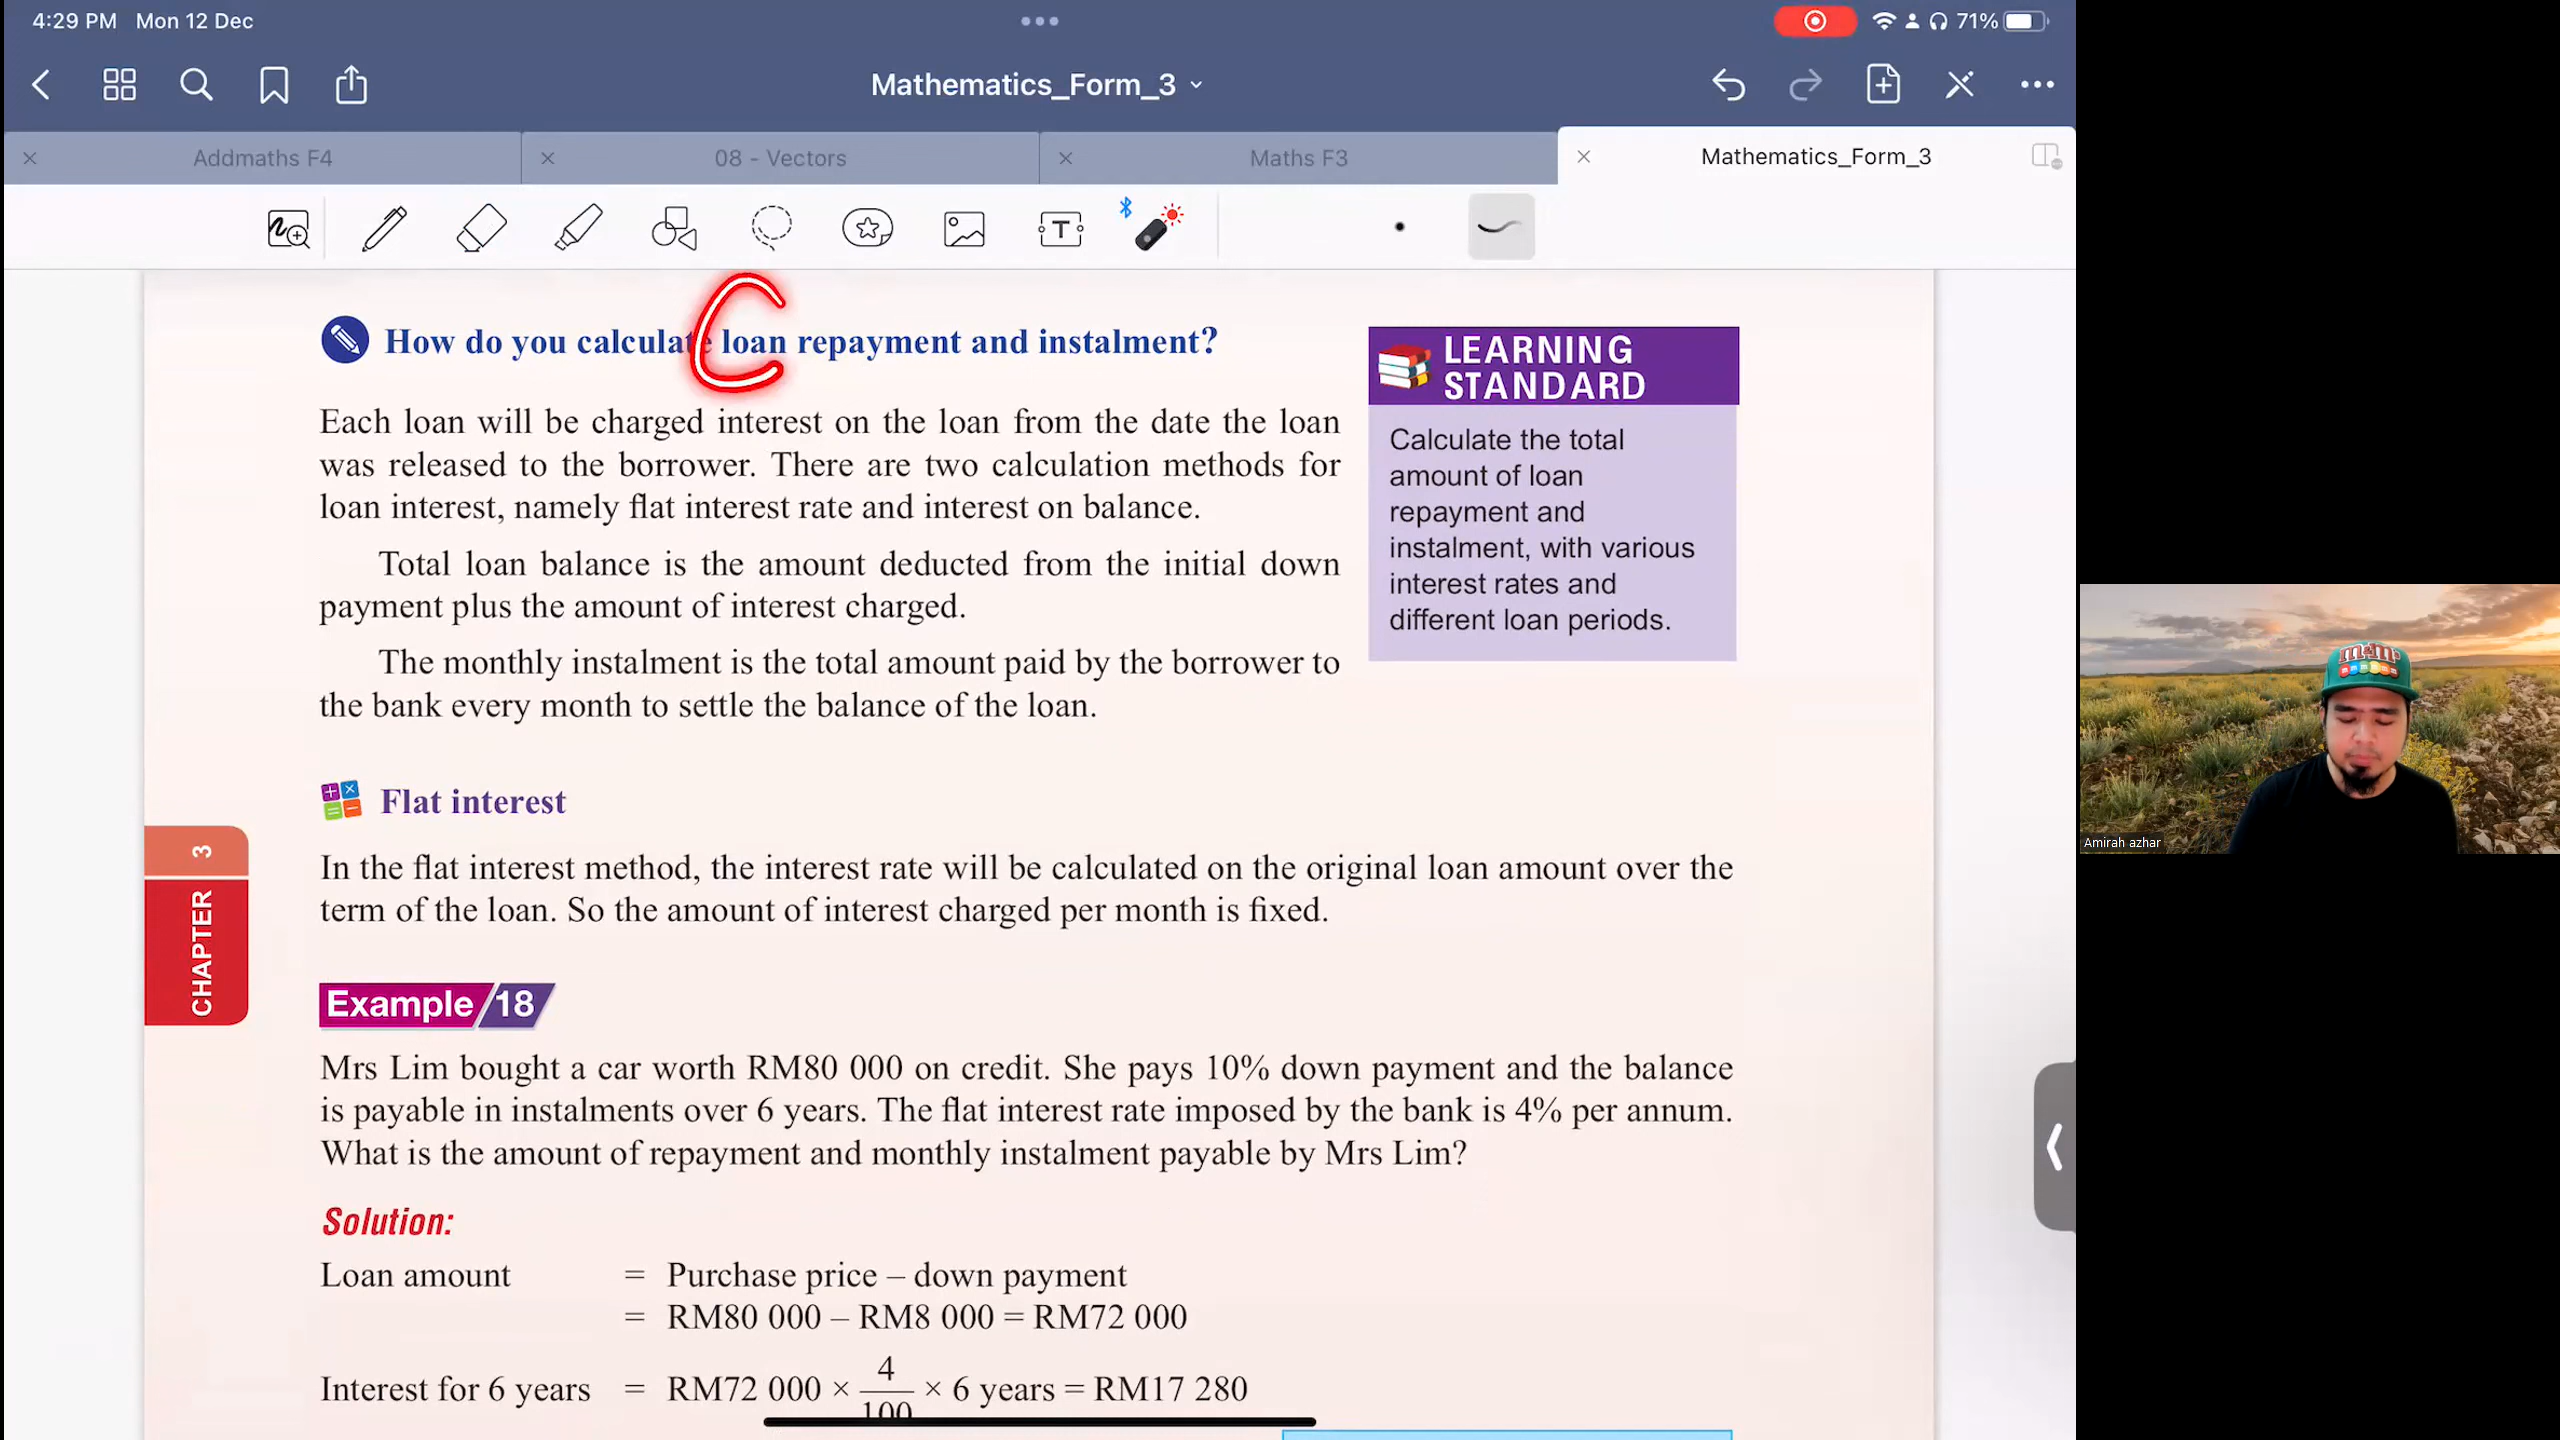 4:29 PM Mon 12 Dec
71%
Mathematics_Form_3
Addmaths F4
08 - Vectors
Maths F3
Mathematics_Form_3
T
C
How do you calculate loan repayment and instalment?
Each loan will be charged interest on the loan from the date the loan
was released to the borrower. There are two calculation methods for
loan interest, namely flat interest rate and interest on balance.
Total loan balance is the amount deducted from the initial down
payment plus the amount of interest charged.
The monthly instalment is the total amount paid by the borrower to
the bank every month to settle the balance of the loan.
LEARNING
STANDARD
Calculate the total
amount of loan
repayment and
instalment, with various
interest rates and
different loan periods.
Flat interest
In the flat interest method, the interest rate will be calculated on the original loan amount over the
term of the loan. So the amount of interest charged per month is fixed.
CHAPTER 3
Example 18
Mrs Lim bought a car worth RM80 000 on credit. She pays 10% down payment and the balance
is payable in instalments over 6 years. The flat interest rate imposed by the bank is 4% per annum.
What is the amount of repayment and monthly instalment payable by Mrs Lim?
Solution:
Loan amount = Purchase price – down payment
= RM80 000 – RM8 000 = RM72 000
Interest for 6 years = RM72 000 × 4/100 × 6 years = RM17 280
m&m's
Amirah azhar